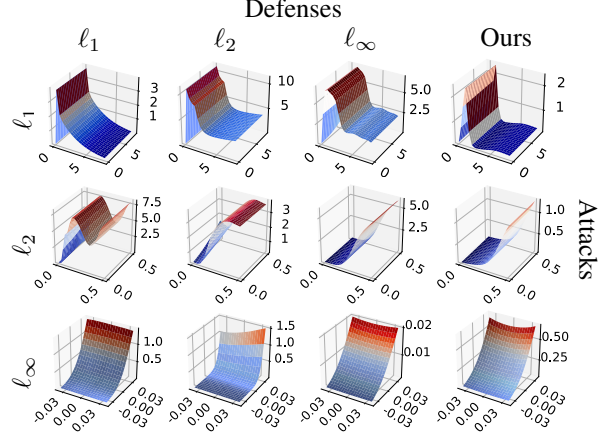 Defenses
ℓ₁ ℓ₂ ℓ∞ Ours
ℓ₁
3 2 1 0 5 5 0
10 5 0 5 5 0
5.0 2.5 0 5 5 0
2 1 0 5 5 0
ℓ₂
7.5 5.0 2.5 0.0 0.5 0.5 0.0
3 2 1 0.0 0.5 0.5 0.0
5.0 2.5 0.0 0.5 0.5 0.0
1.0 0.5 0.0 0.5 0.5 0.0
Attacks
ℓ∞
1.0 0.5 -0.03 0.00 0.03 0.03 0.00 -0.03
1.5 1.0 0.5 -0.03 0.00 0.03 0.03 0.00 -0.03
0.02 0.01 -0.03 0.00 0.03 0.03 0.00 -0.03
0.50 0.25 -0.03 0.00 0.03 0.03 0.00 -0.03